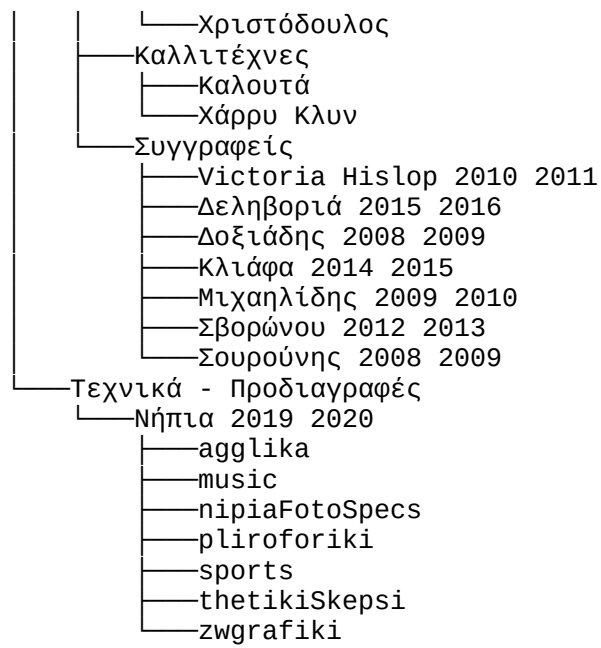 Χριστόδουλος
Καλλιτέχνες
Καλουτά
Χάρρυ Κλυν
Συγγραφείς
Victoria Hislop 2010 2011
Δεληβοριά 2015 2016
Δοξιάδης 2008 2009
Κλιάφα 2014 2015
Μιχαηλίδης 2009 2010
Σβορώνου 2012 2013
Σουρούνης 2008 2009
Τεχνικά - Προδιαγραφές
Νήπια 2019 2020
agglika
music
nipiaFotoSpecs
pliroforiki
sports
thetikiSkepsi
zwgrafiki